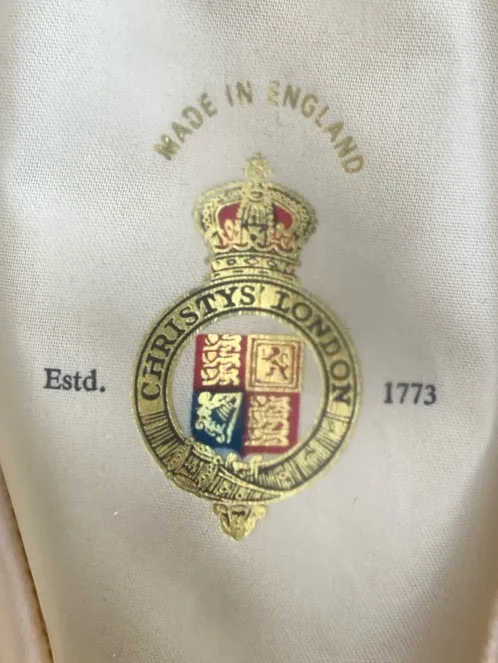 MADE IN ENGLAND
CHRISTYS' LONDON
Estd. 1773